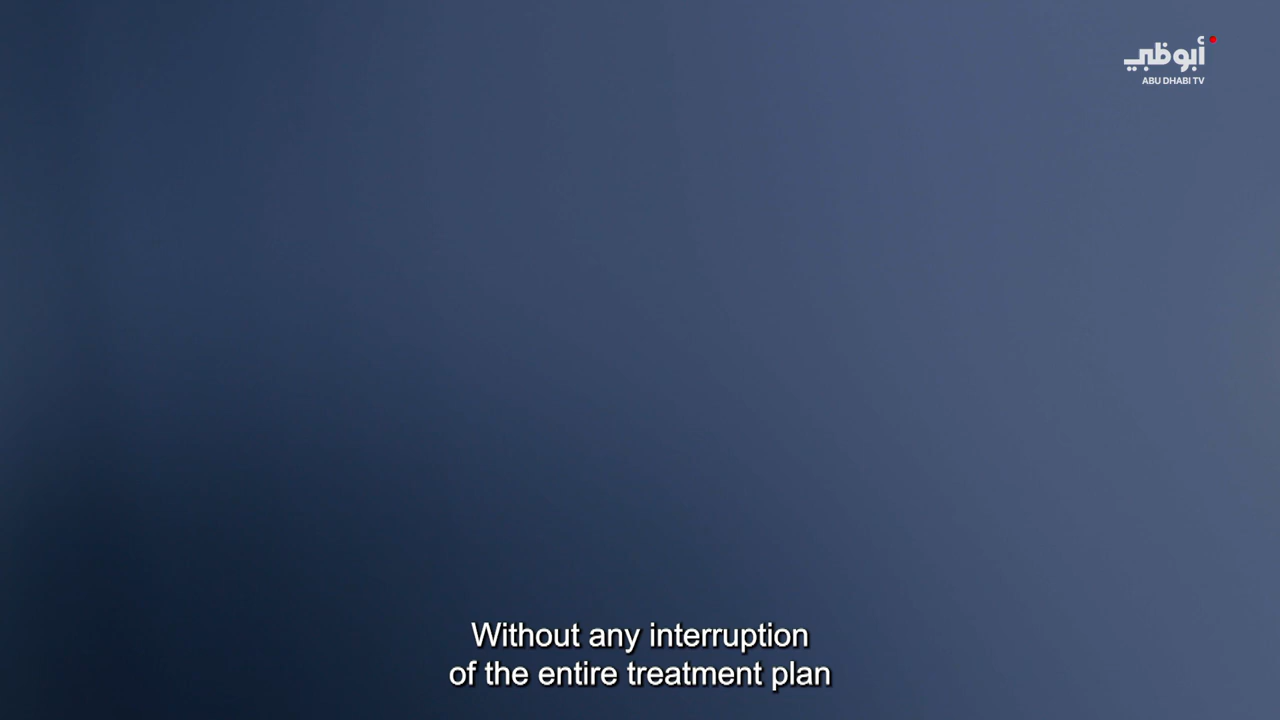 أبوظبي
ABU DHABI TV
Without any interruption
of the entire treatment plan